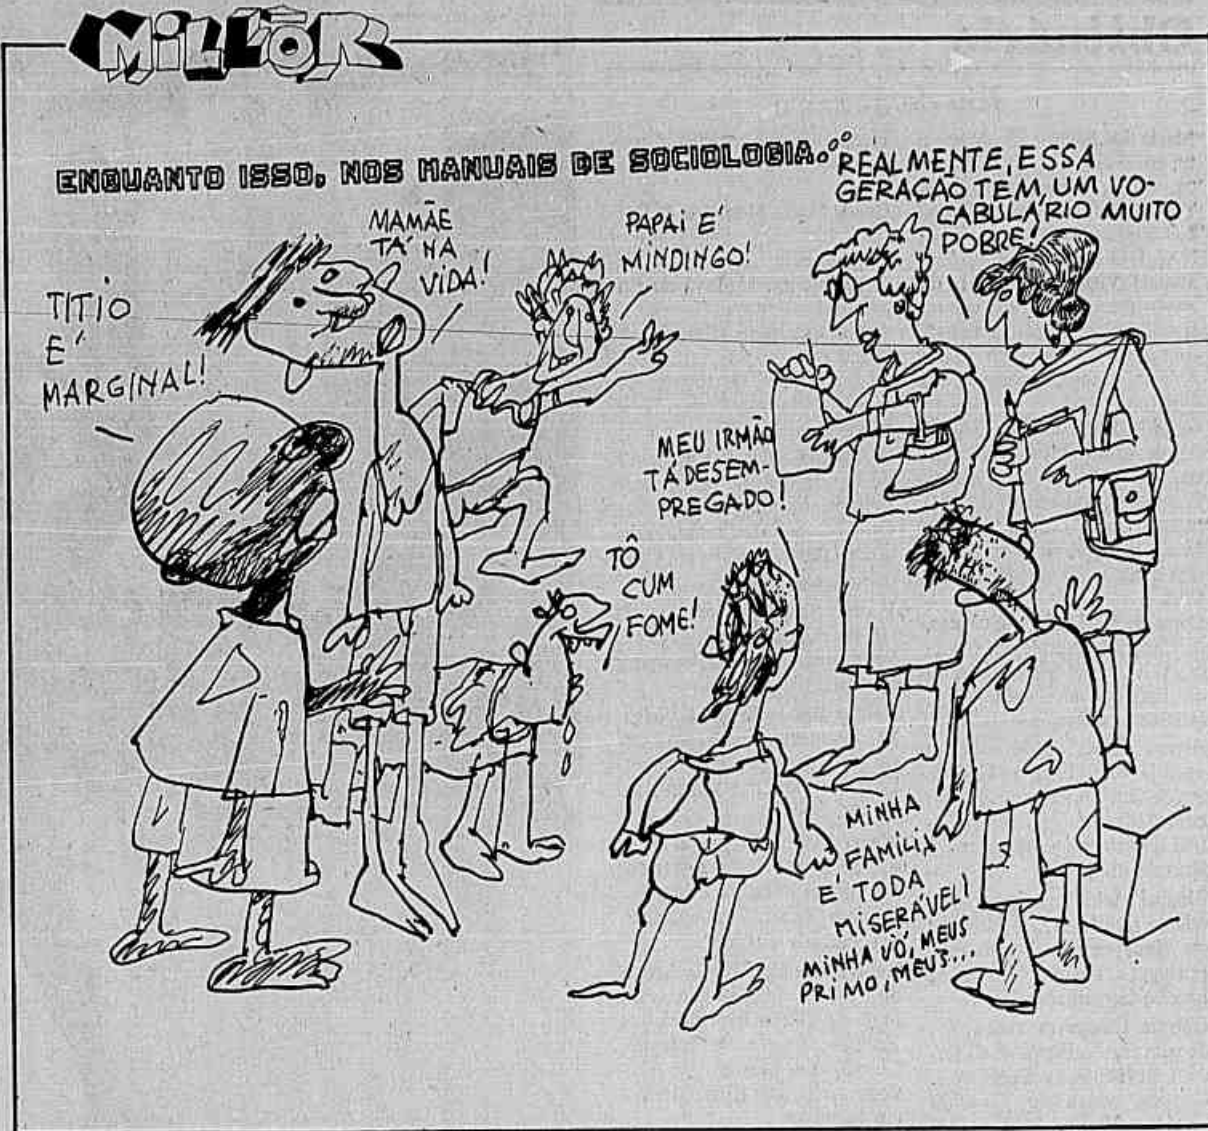 MILLÔR
ENQUANTO ISSO, NOS MANUAIS DE SOCIOLOGIA...
TITIO
É
MARGINAL!
MAMÃE
TÁ NA
VIDA!
PAPAI É
MINDINGO!
REALMENTE, ESSA
GERAÇÃO TEM, UM VO-
CABULÁRIO MUITO
POBRE!
MEU IRMÃO
TÁ DESEM-
PREGADO!
TÔ
CUM
FOME!
MINHA
FAMILIA
É TODA
MISERÁVEL!
MINHA VÓ, MEUS
PRIMO, MEUS...